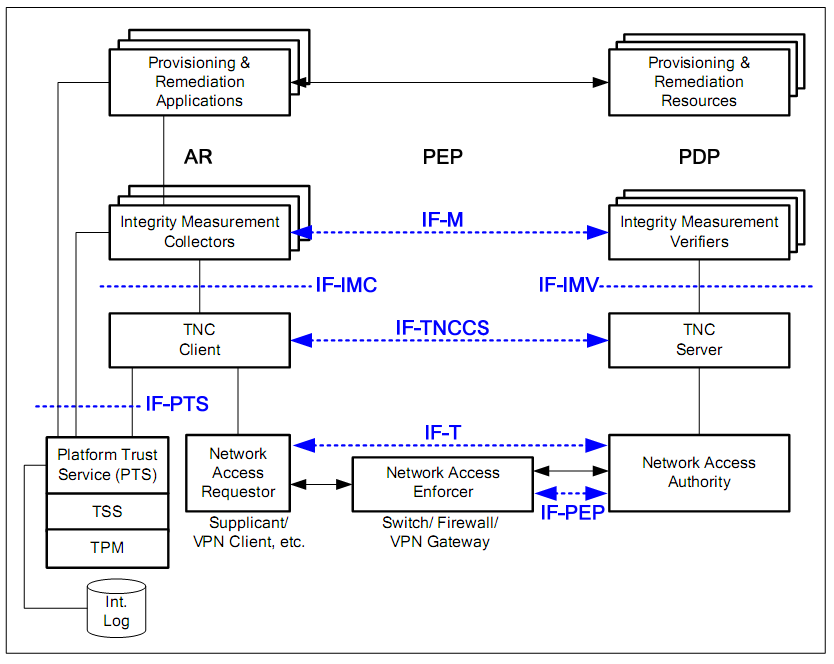 Provisioning &
Remediation
Applications
Provisioning &
Remediation
Resources
AR
PEP
PDP
Integrity Measurement
Collectors
IF-M
Integrity Measurement
Verifiers
IF-IMC
IF-IMV
TNC
Client
IF-TNCCS
TNC
Server
IF-PTS
IF-T
Platform Trust
Service (PTS)
TSS
TPM
Network
Access
Requestor
Network Access
Enforcer
Network Access
Authority
IF-PEP
Supplicant/
VPN Client, etc.
Switch/ Firewall/
VPN Gateway
Int.
Log